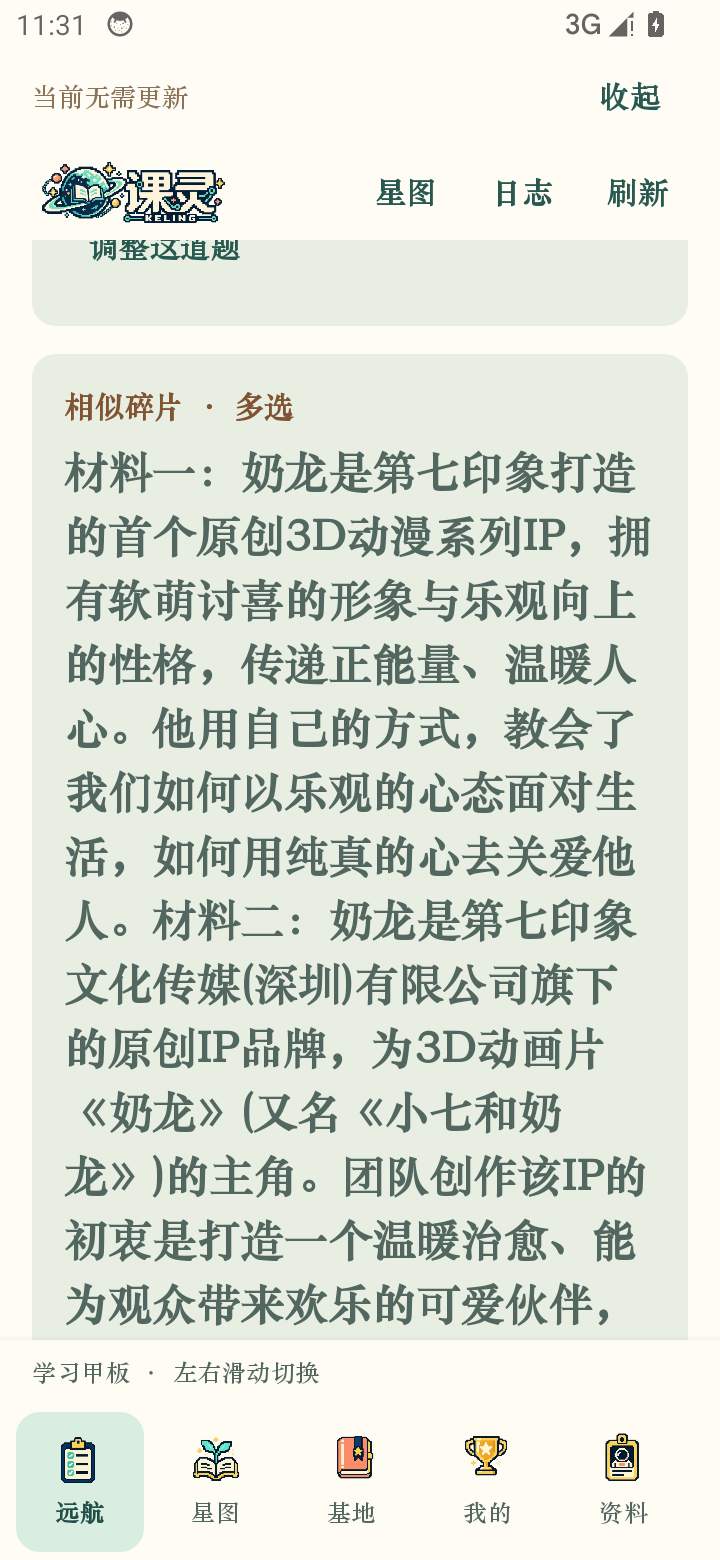 11:31
3G
当前无需更新
收起
课灵
KELING
星图
日志
刷新
调整这道题
相似碎片 · 多选
材料一：奶龙是第七印象打造
的首个原创3D动漫系列IP，拥
有软萌讨喜的形象与乐观向上
的性格，传递正能量、温暖人
心。他用自己的方式，教会了
我们如何以乐观的心态面对生
活，如何用纯真的心去关爱他
人。材料二：奶龙是第七印象
文化传媒(深圳)有限公司旗下
的原创IP品牌，为3D动画片
《奶龙》(又名《小七和奶
龙》)的主角。团队创作该IP的
初衷是打造一个温暖治愈、能
为观众带来欢乐的可爱伙伴，
学习甲板 · 左右滑动切换
远航
星图
基地
我的
资料